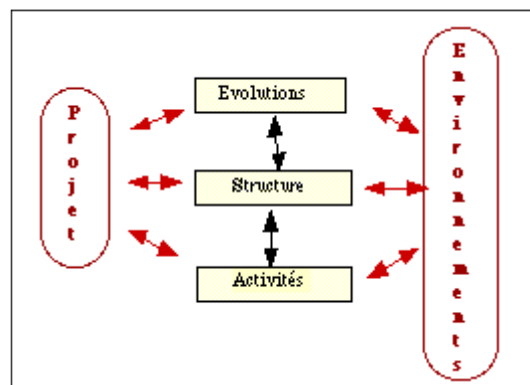 Projet
Evolutions
Structure
Activités
Environnements